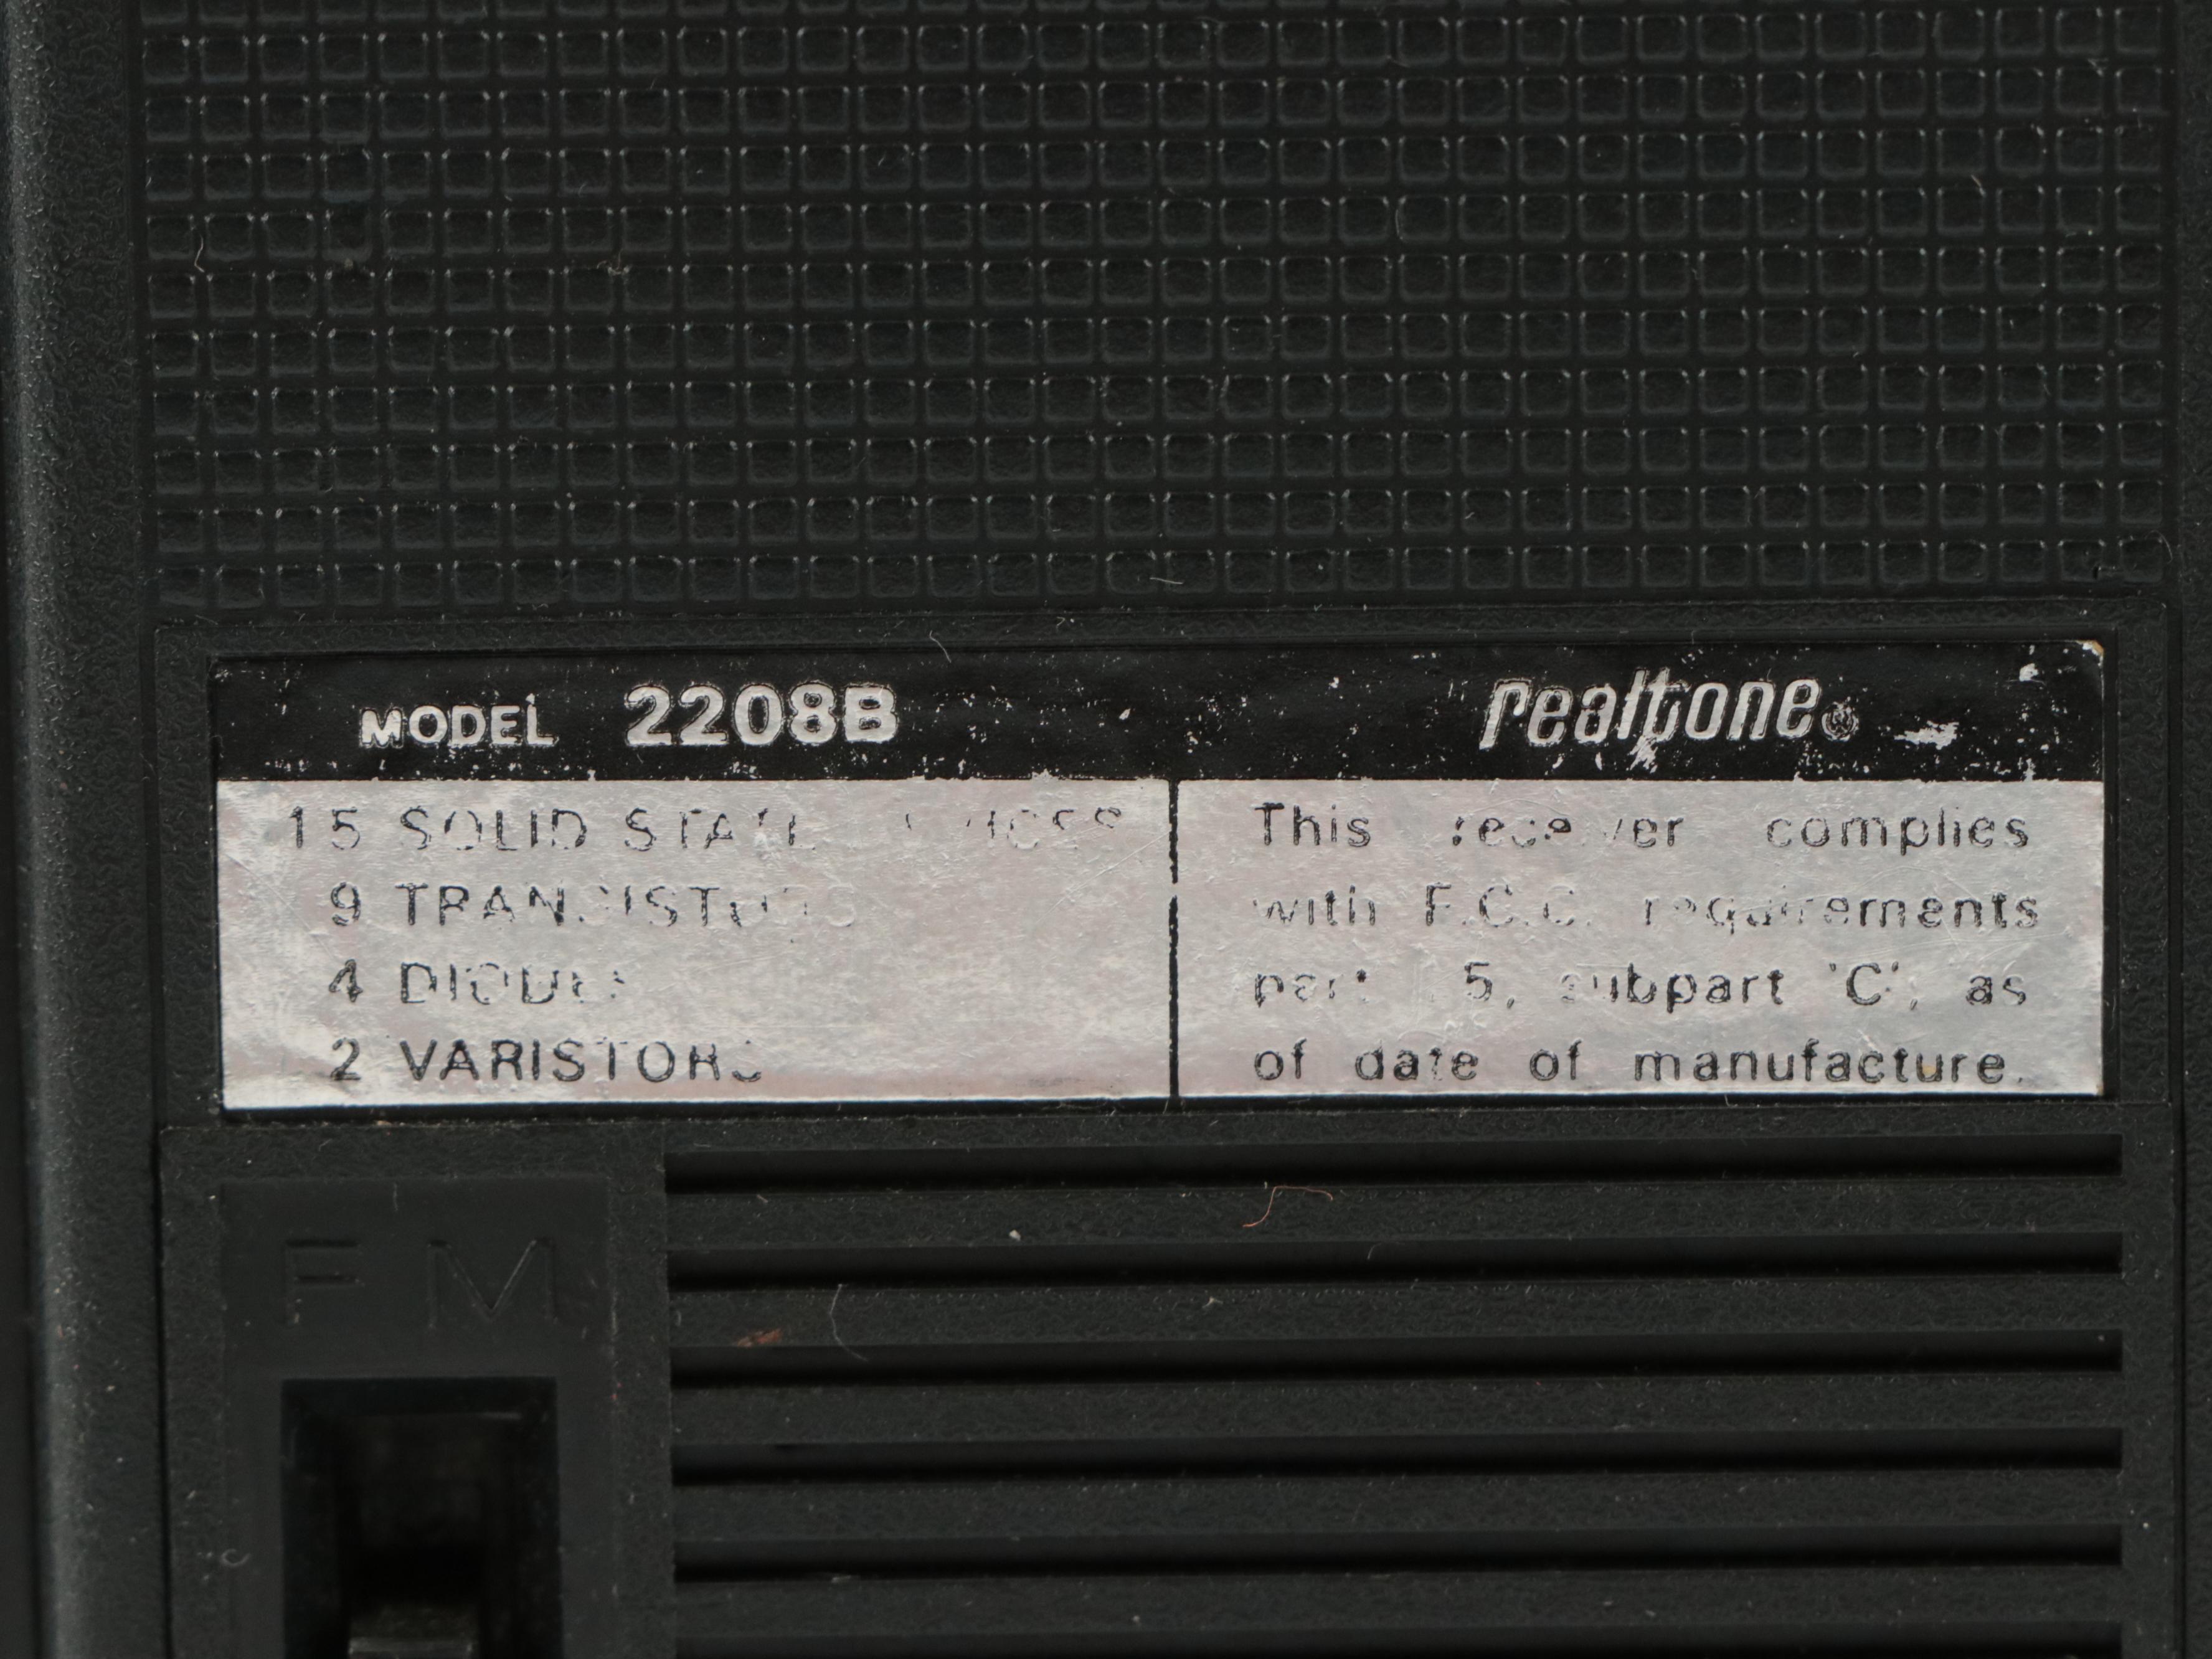 MODEL 2208B
realtone®
15 SOLID STATE DEVICES
9 TRANSISTORS
4 DIODES
2 VARISTORS
This receiver complies
with F.C.C. requirements
part 15, subpart 'C', as
of date of manufacture.
FM